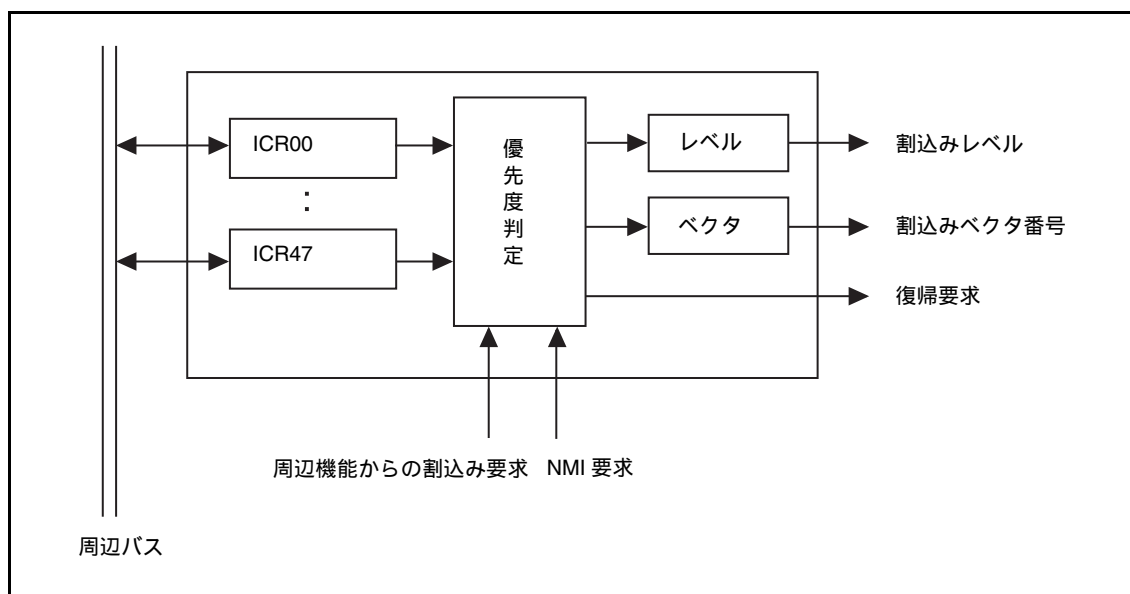 ICR00
:
ICR47
優先度判定
レベル
ベクタ
割込みレベル
割込みベクタ番号
復帰要求
周辺機能からの割込み要求
NMI 要求
周辺バス